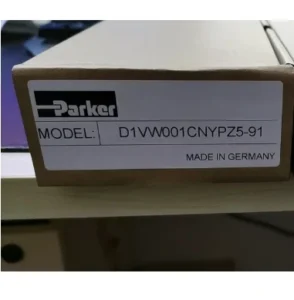 Parker
MODEL: D1VW001CNYPZ5-91
MADE IN GERMANY